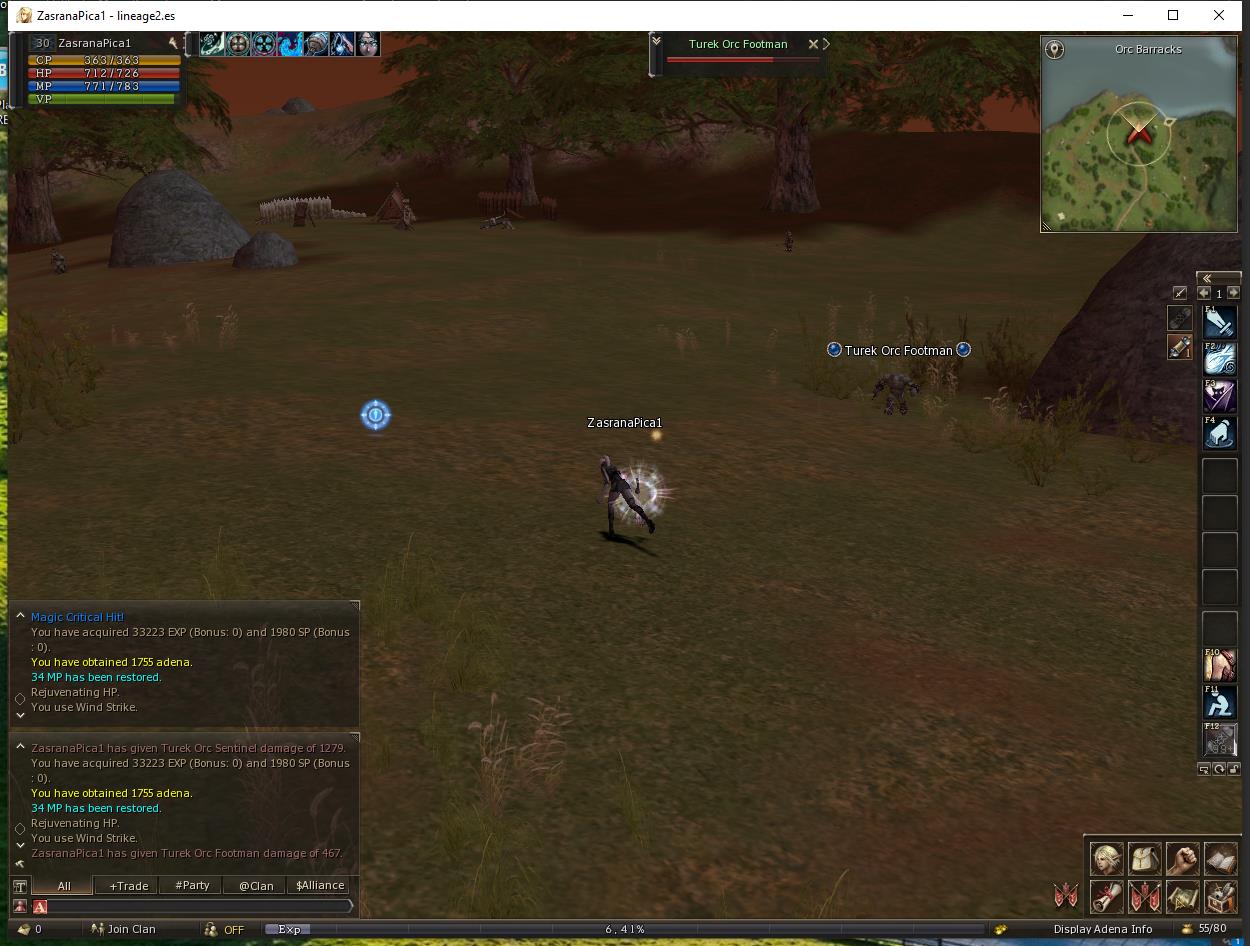 ZasranaPica1 - lineage2.es
30 ZasranaPica1
CP 363/363
HP 712/726
MP 771/783
VP
Turek Orc Footman
Orc Barracks
1
F1
F2
F3
F4
1
Turek Orc Footman
ZasranaPica1
F10
F11
F12
99+
Magic Critical Hit!
You have acquired 33223 EXP (Bonus: 0) and 1980 SP (Bonus
: 0).
You have obtained 1755 adena.
34 MP has been restored.
Rejuvenating HP.
You use Wind Strike.
ZasranaPica1 has given Turek Orc Sentinel damage of 1279.
You have acquired 33223 EXP (Bonus: 0) and 1980 SP (Bonus
: 0).
You have obtained 1755 adena.
34 MP has been restored.
Rejuvenating HP.
You use Wind Strike.
ZasranaPica1 has given Turek Orc Footman damage of 467.
All +Trade #Party @Clan $Alliance
A
0 Join Clan OFF Exp 6.41% Display Adena Info 55/80